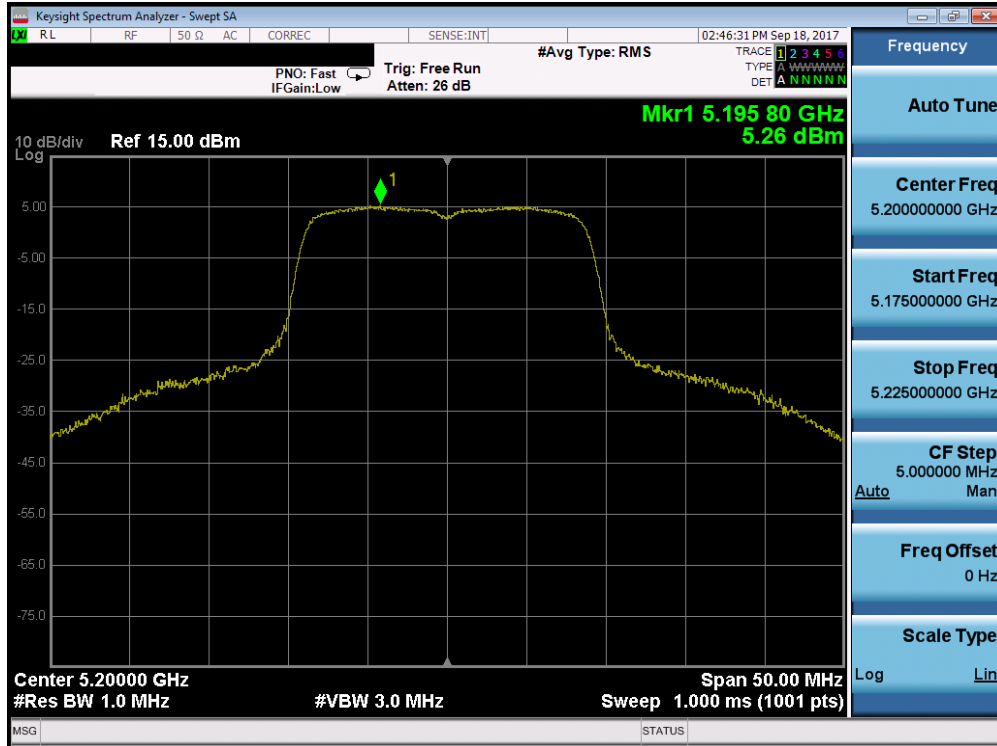 Keysight Spectrum Analyzer - Swept SA
LXI RL RF 50 Ω AC CORREC SENSE:INT 02:46:31 PM Sep 18, 2017
#Avg Type: RMS
TRACE 1 2 3 4 5 6
PNO: Fast Trig: Free Run
TYPE A WWWWW
IFGain:Low Atten: 26 dB
DET A N N N N N
Mkr1 5.195 80 GHz
5.26 dBm
10 dB/div Ref 15.00 dBm
Log
1
5.00
-5.00
-15.0
-25.0
-35.0
-45.0
-55.0
-65.0
-75.0
Center 5.20000 GHz Span 50.00 MHz
#Res BW 1.0 MHz #VBW 3.0 MHz Sweep 1.000 ms (1001 pts)
MSG STATUS
Frequency
Auto Tune
Center Freq
5.200000000 GHz
Start Freq
5.175000000 GHz
Stop Freq
5.225000000 GHz
CF Step
5.000000 MHz
Auto Man
Freq Offset
0 Hz
Scale Type
Log Lin